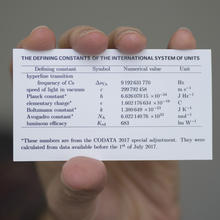 THE DEFINING CONSTANTS OF THE INTERNATIONAL SYSTEM OF UNITS
Defining constant Symbol Numerical value Unit
hyperfine transition
frequency of Cs ΔνCs 9 192 631 770 Hz
speed of light in vacuum c 299 792 458 m s⁻¹
Planck constant* h 6.626 070 15 × 10⁻³⁴ J Hz⁻¹
elementary charge* e 1.602 176 634 × 10⁻¹⁹ C
Boltzmann constant* k 1.380 649 × 10⁻²³ J K⁻¹
Avogadro constant* NA 6.022 140 76 × 10²³ mol⁻¹
luminous efficacy Kcd 683 lm W⁻¹
*These numbers are from the CODATA 2017 special adjustment. They were
calculated from data available before the 1st of July 2017.